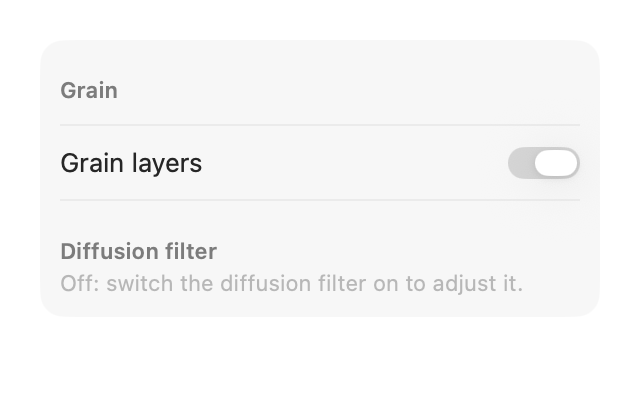 Grain
Grain layers
Diffusion filter
Off: switch the diffusion filter on to adjust it.